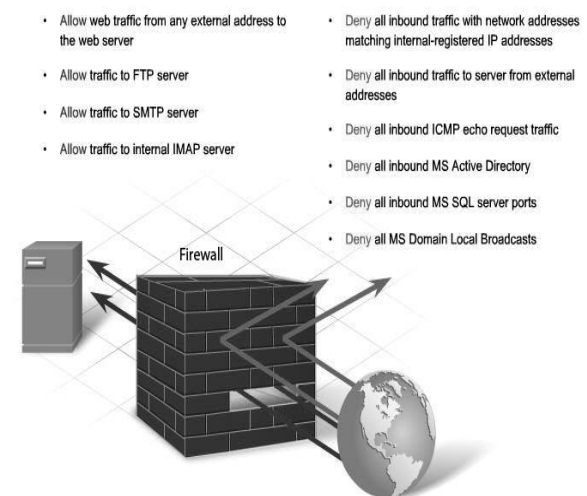 • Allow web traffic from any external address to
the web server
• Allow traffic to FTP server
• Allow traffic to SMTP server
• Allow traffic to internal IMAP server
• Deny all inbound traffic with network addresses
matching internal-registered IP addresses
• Deny all inbound traffic to server from external
addresses
• Deny all inbound ICMP echo request traffic
• Deny all inbound MS Active Directory
• Deny all inbound MS SQL server ports
• Deny all MS Domain Local Broadcasts
Firewall